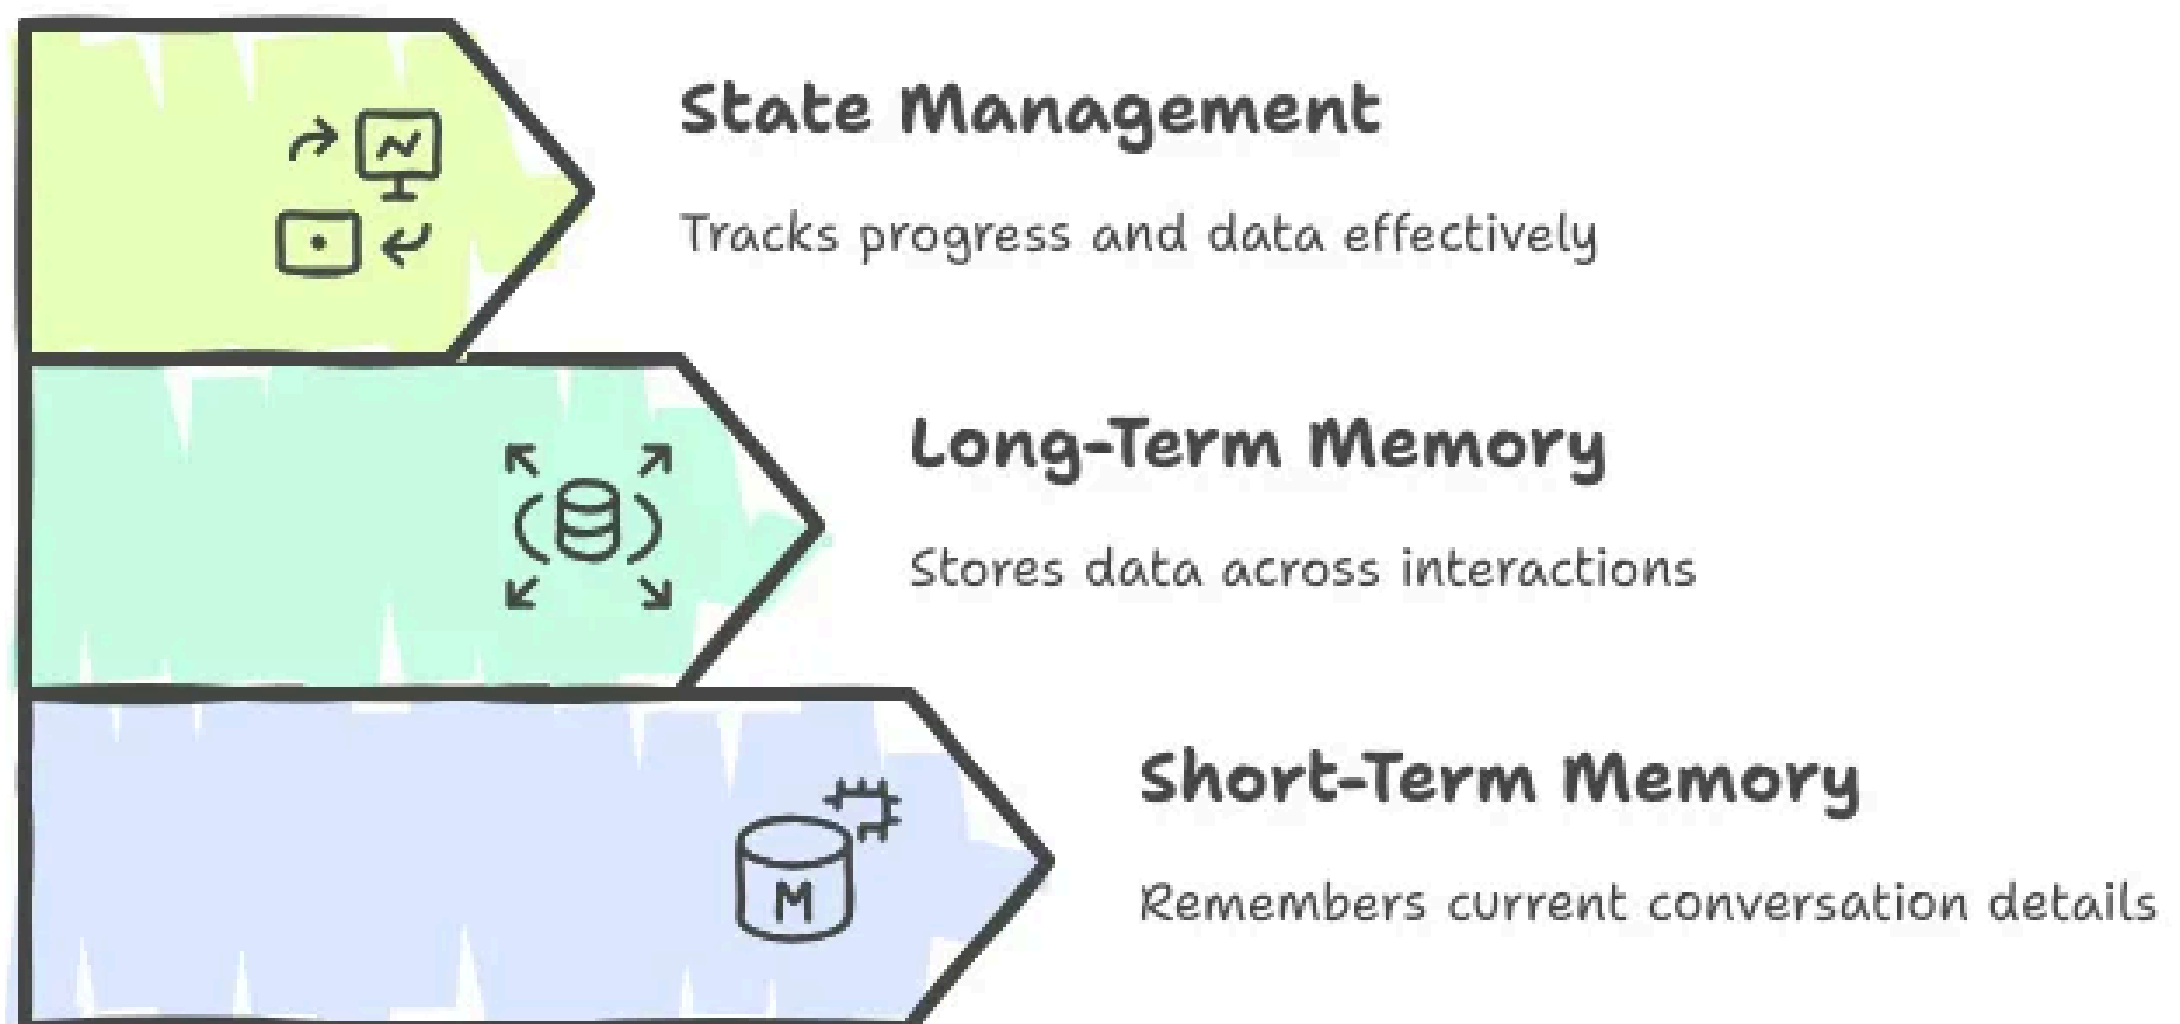 State Management
Tracks progress and data effectively
Long-Term Memory
Stores data across interactions
M
Short-Term Memory
Remembers current conversation details